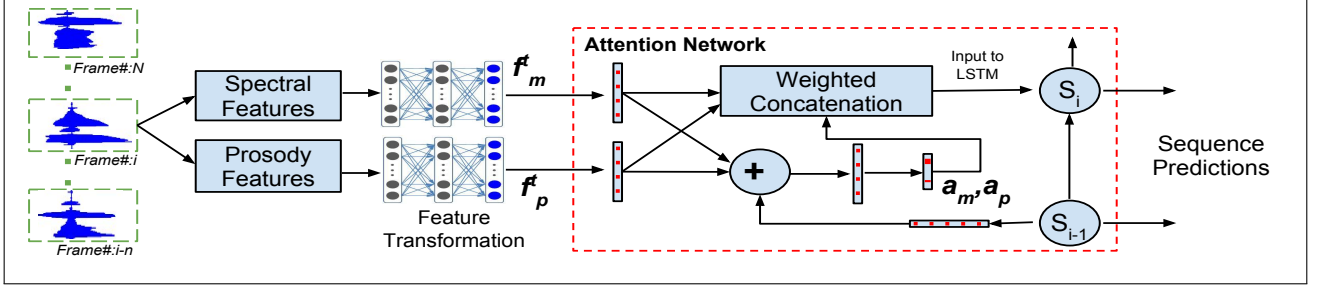 Frame#:N
Frame#:i
Frame#:i-n
Spectral
Features
Prosody
Features
f^t_m
f^t_p
Feature
Transformation
Attention Network
Weighted
Concatenation
+
a_m,a_p
Input to
LSTM
S_i
S_i-1
Sequence
Predictions